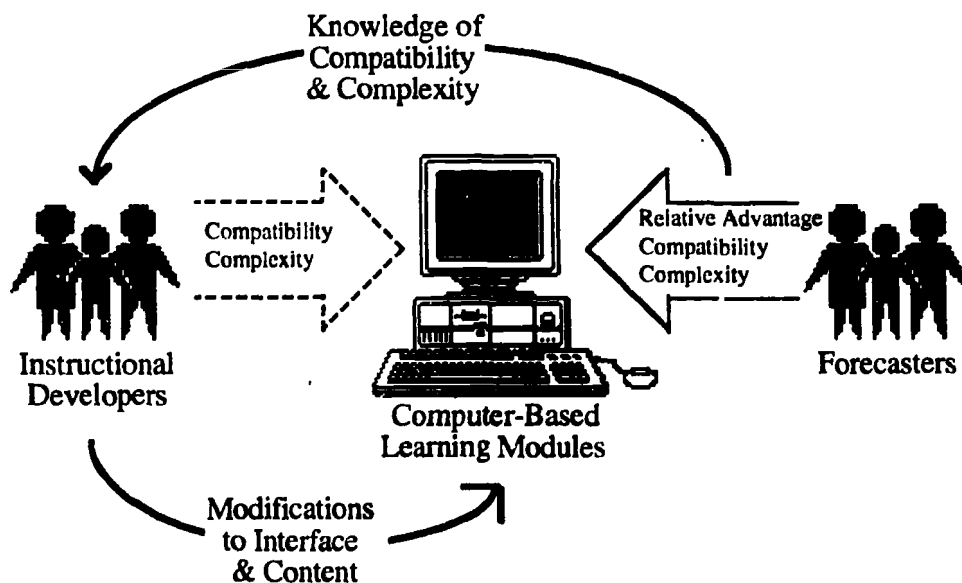 Knowledge of
Compatibility
& Complexity
Compatibility
Complexity
Relative Advantage
Compatibility
Complexity
Instructional
Developers
Forecasters
Computer-Based
Learning Modules
Modifications
to Interface
& Content